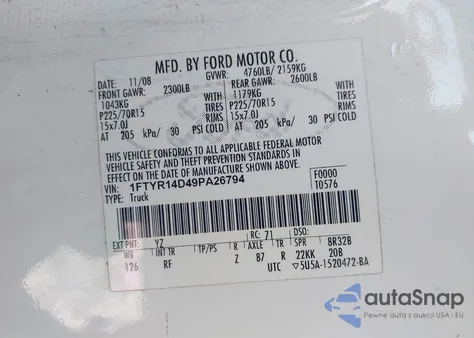 MFD. BY FORD MOTOR CO.
11/08 GVWR: 4760LB/ 2159KG
FRONT GAWR: 2300LB REAR GAWR: 2600LB
1043KG 1179KG
P225/70R15 TIRES P225/70R15 TIRES
15x7.0J RIMS 15x7.0J RIMS
AT 205 kPa/ 30 PSI COLD AT 205 kPa/ 30 PSI COLD
THIS VEHICLE CONFORMS TO ALL APPLICABLE FEDERAL MOTOR
VEHICLE SAFETY AND THEFT PREVENTION STANDARDS IN
EFFECT ON THE DATE OF MANUFACTURE SHOWN ABOVE.
VIN: 1FTYR14D49PA26794 F0000
TYPE: Truck T0576
EXT PNT: YZ RC: 71 DSO:
WB INT TR TP/PS R AXLE TR SPR 8R32B
126 RF Z 87 R 22KK 20B
UTC ▽5U5A-1520472-BA
autoSnap
Pewne auta z USA i EU